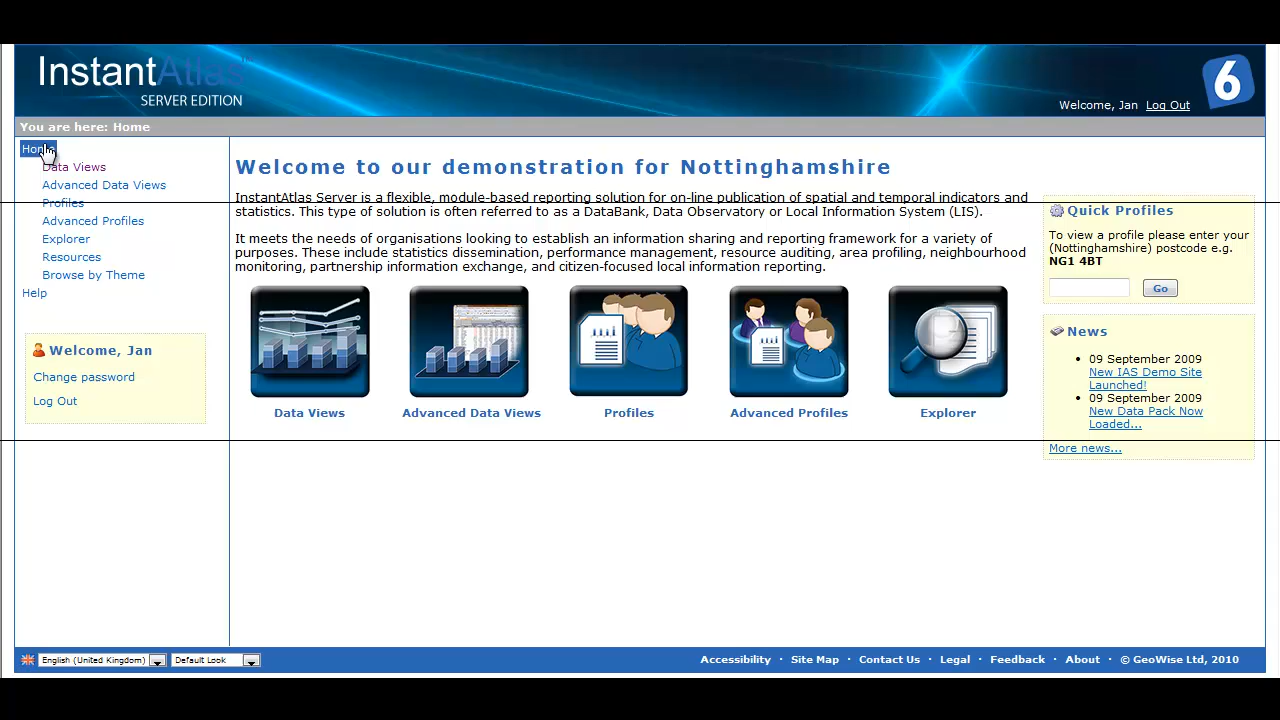 InstantAtlas™
SERVER EDITION
6
Welcome, Jan Log Out
You are here: Home
Home
Data Views
Advanced Data Views
Profiles
Advanced Profiles
Explorer
Resources
Browse by Theme
Help
Welcome, Jan
Change password
Log Out
Welcome to our demonstration for Nottinghamshire
InstantAtlas Server is a flexible, module-based reporting solution for on-line publication of spatial and temporal indicators and
statistics. This type of solution is often referred to as a DataBank, Data Observatory or Local Information System (LIS).
It meets the needs of organisations looking to establish an information sharing and reporting framework for a variety of
purposes. These include statistics dissemination, performance management, resource auditing, area profiling, neighbourhood
monitoring, partnership information exchange, and citizen-focused local information reporting.
Data Views
Advanced Data Views
Profiles
Advanced Profiles
Explorer
Quick Profiles
To view a profile please enter your
(Nottinghamshire) postcode e.g.
NG1 4BT
Go
News
• 09 September 2009
New IAS Demo Site
Launched!
• 09 September 2009
New Data Pack Now
Loaded...
More news...
English (United Kingdom) Default Look
Accessibility · Site Map · Contact Us · Legal · Feedback · About · © GeoWise Ltd, 2010